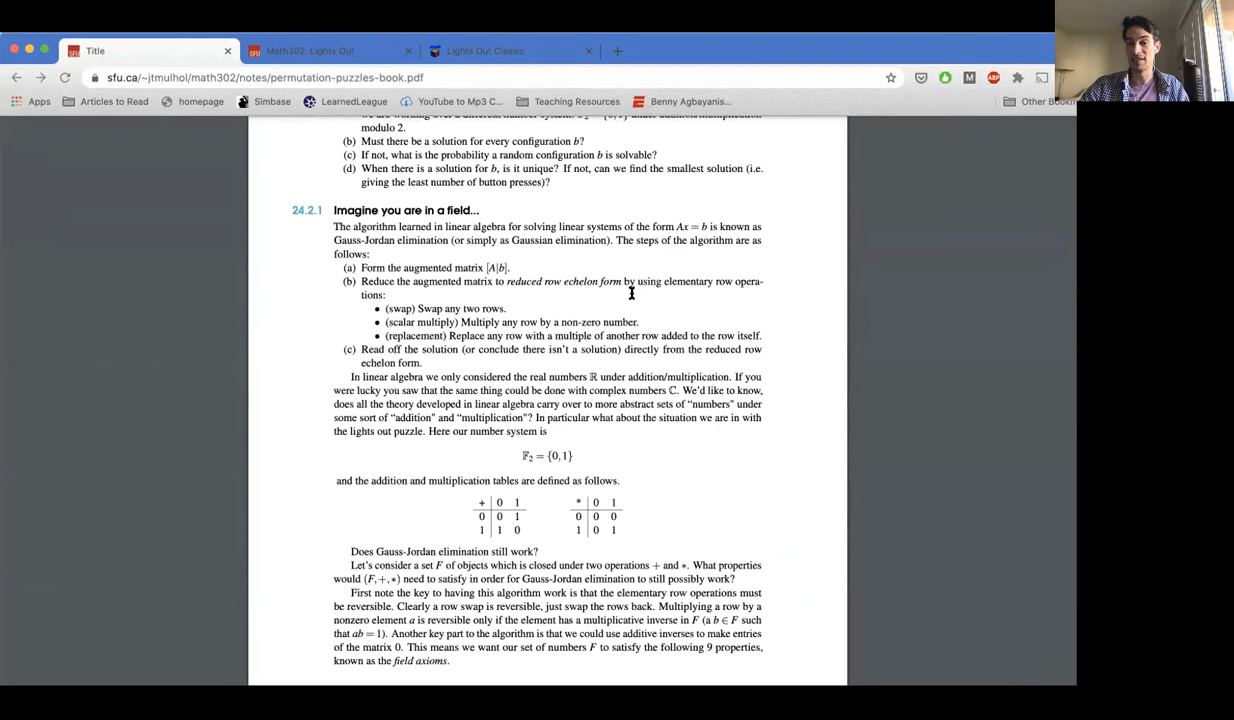 Title
Math302: Lights Out
Lights Out Classic
sfu.ca/~jtmulhol/math302/notes/permutation-puzzles-book.pdf
Apps
Articles to Read
homepage
Simbase
LearnedLeague
YouTube to Mp3 C...
Teaching Resources
Benny Agbayanis...
Other Bookm
modulo 2.
(b) Must there be a solution for every configuration b?
(c) If not, what is the probability a random configuration b is solvable?
(d) When there is a solution for b, is it unique? If not, can we find the smallest solution (i.e.
giving the least number of button presses)?
24.2.1 Imagine you are in a field...
The algorithm learned in linear algebra for solving linear systems of the form Ax = b is known as
Gauss-Jordan elimination (or simply as Gaussian elimination). The steps of the algorithm are as
follows:
(a) Form the augmented matrix [A|b].
(b) Reduce the augmented matrix to reduced row echelon form by using elementary row opera-
tions:
• (swap) Swap any two rows.
• (scalar multiply) Multiply any row by a non-zero number.
• (replacement) Replace any row with a multiple of another row added to the row itself.
(c) Read off the solution (or conclude there isn't a solution) directly from the reduced row
echelon form.
In linear algebra we only considered the real numbers ℝ under addition/multiplication. If you
were lucky you saw that the same thing could be done with complex numbers ℂ. We'd like to know,
does all the theory developed in linear algebra carry over to more abstract sets of "numbers" under
some sort of "addition" and "multiplication"? In particular what about the situation we are in with
the lights out puzzle. Here our number system is
𝔽₂ = {0,1}
and the addition and multiplication tables are defined as follows.
+ | 0 1 * | 0 1
0 | 0 1 0 | 0 0
1 | 1 0 1 | 0 1
Does Gauss-Jordan elimination still work?
Let's consider a set F of objects which is closed under two operations + and *. What properties
would (F,+,*) need to satisfy in order for Gauss-Jordan elimination to still possibly work?
First note the key to having this algorithm work is that the elementary row operations must
be reversible. Clearly a row swap is reversible, just swap the rows back. Multiplying a row by a
nonzero element a is reversible only if the element has a multiplicative inverse in F (a b ∈ F such
that ab = 1). Another key part to the algorithm is that we could use additive inverses to make entries
of the matrix 0. This means we want our set of numbers F to satisfy the following 9 properties,
known as the field axioms.